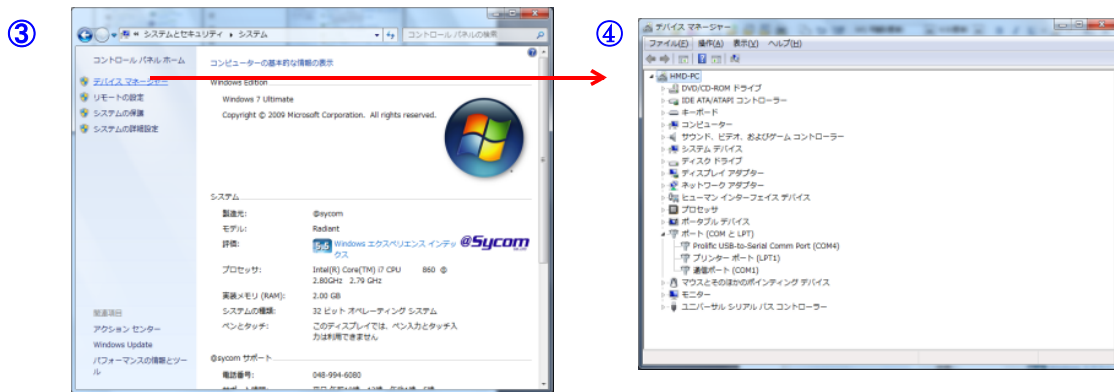 ③
システムとセキュリティ ▸ システム
コントロール パネルの検索
コントロール パネル ホーム
デバイス マネージャー
リモートの設定
システムの保護
システムの詳細設定
関連項目
アクション センター
Windows Update
パフォーマンスの情報とツー
ル
コンピューターの基本的な情報の表示
Windows Edition
Windows 7 Ultimate
Copyright © 2009 Microsoft Corporation. All rights reserved.
システム
製造元: @sycom
モデル: Radiant
評価: 5.5 Windows エクスペリエンス インデッ
クス
@Sycom
プロセッサ: Intel(R) Core(TM) i7 CPU 860 @
2.80GHz 2.79 GHz
実装メモリ (RAM): 2.00 GB
システムの種類: 32 ビット オペレーティング システム
ペンとタッチ: このディスプレイでは、ペン入力とタッチ入
力は利用できません
@sycom サポート
電話番号: 048-994-6080
④
デバイス マネージャー
ファイル(F) 操作(A) 表示(V) ヘルプ(H)
HMD-PC
DVD/CD-ROM ドライブ
IDE ATA/ATAPI コントローラー
キーボード
コンピューター
サウンド、ビデオ、およびゲーム コントローラー
システム デバイス
ディスク ドライブ
ディスプレイ アダプター
ネットワーク アダプター
ヒューマン インターフェイス デバイス
プロセッサ
ポータブル デバイス
ポート (COM と LPT)
Prolific USB-to-Serial Comm Port (COM4)
プリンター ポート (LPT1)
通信ポート (COM1)
マウスとそのほかのポインティング デバイス
モニター
ユニバーサル シリアル バス コントローラー